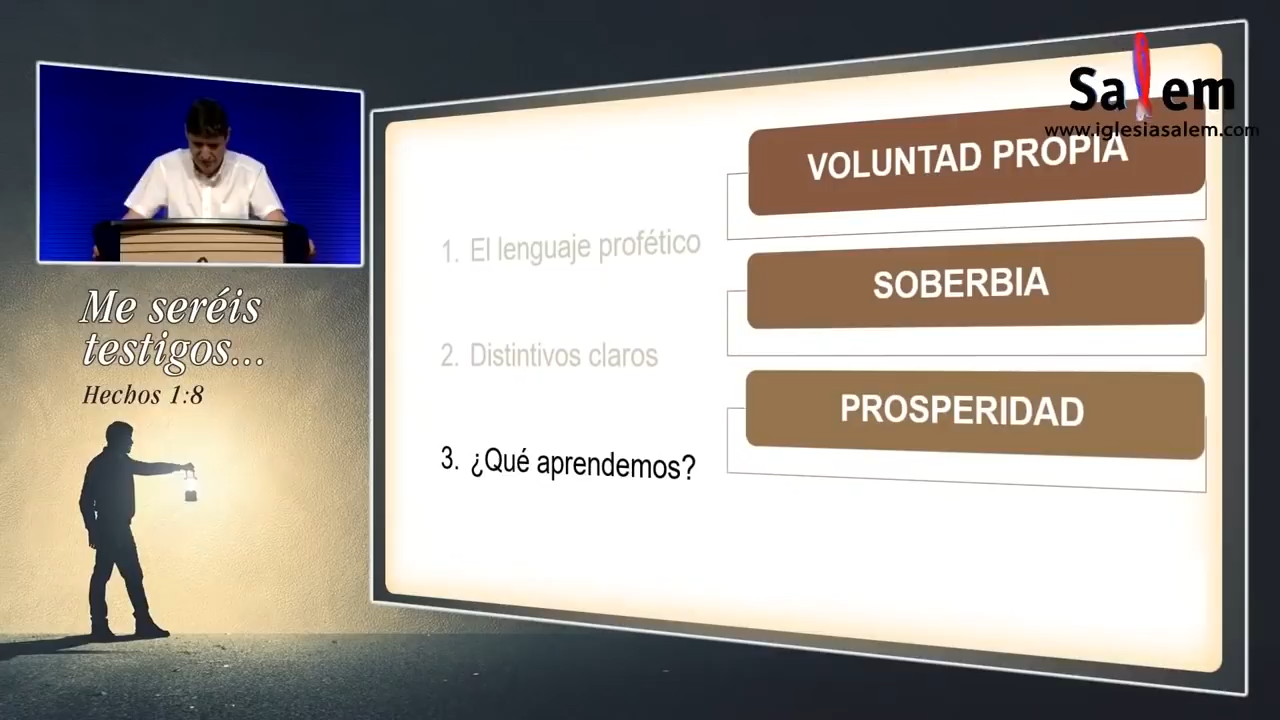 Salem
www.iglesiasalem.com
Me seréis
testigos...
Hechos 1:8
1. El lenguaje profético
2. Distintivos claros
3. ¿Qué aprendemos?
VOLUNTAD PROPIA
SOBERBIA
PROSPERIDAD